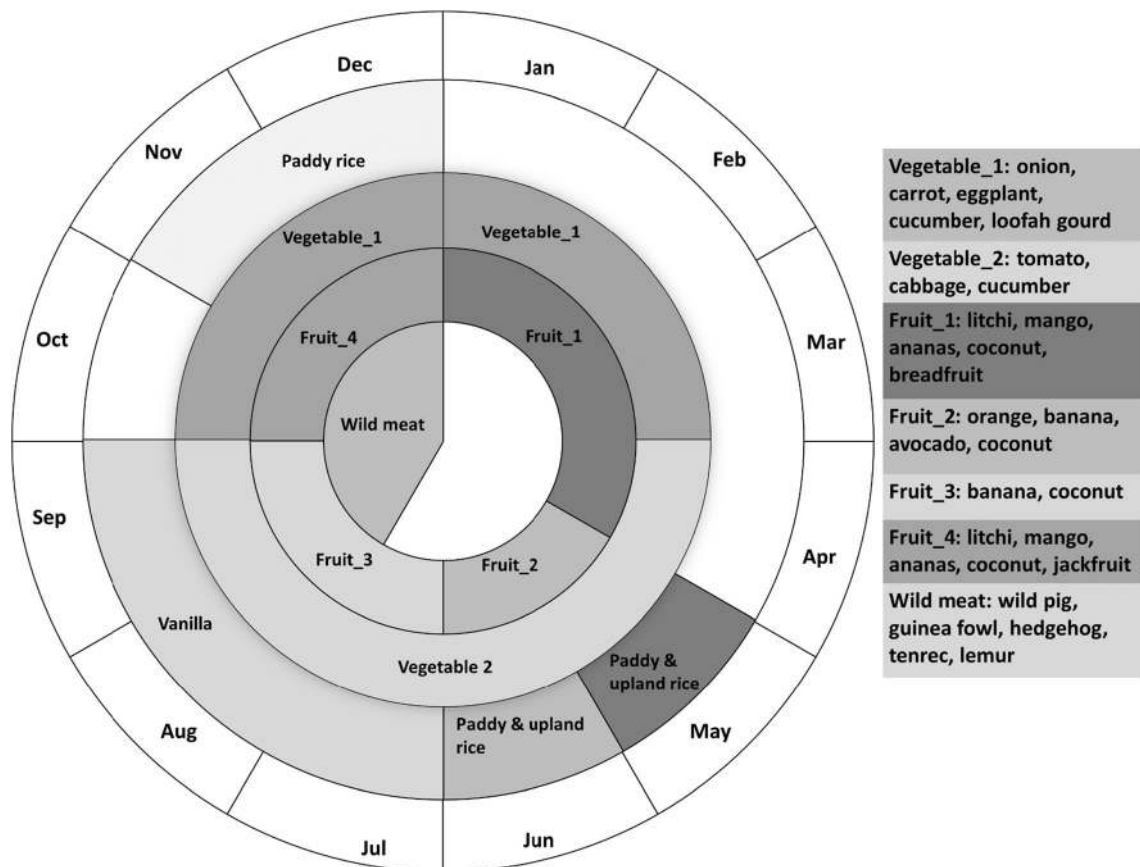 Dec
Jan
Nov
Feb
Paddy rice
Vegetable_1
Vegetable_1
Oct
Mar
Fruit_4
Fruit_1
Wild meat
Sep
Apr
Fruit_3
Fruit_2
Vanilla
Vegetable 2
Paddy &
upland rice
Paddy & upland
rice
Aug
May
Jul
Jun
Vegetable_1: onion,
carrot, eggplant,
cucumber, loofah gourd
Vegetable_2: tomato,
cabbage, cucumber
Fruit_1: litchi, mango,
ananas, coconut,
breadfruit
Fruit_2: orange, banana,
avocado, coconut
Fruit_3: banana, coconut
Fruit_4: litchi, mango,
ananas, coconut, jackfruit
Wild meat: wild pig,
guinea fowl, hedgehog,
tenrec, lemur